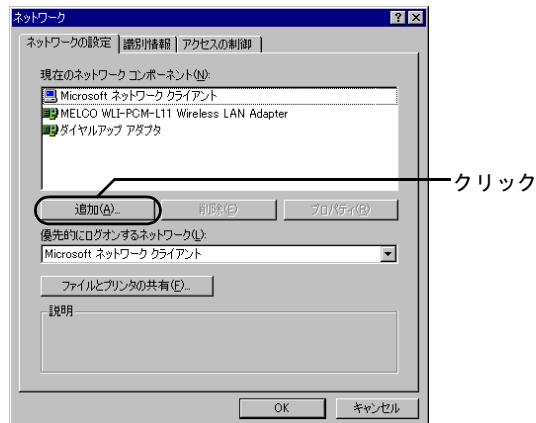 ネットワーク
ネットワークの設定 識別情報 アクセスの制御
現在のネットワーク コンポーネント(N):
Microsoft ネットワーク クライアント
MELCO WLI-PCM-L11 Wireless LAN Adapter
ダイヤルアップ アダプタ
クリック
追加(A)... 削除(E) プロパティ(R)
優先的にログオンするネットワーク(L):
Microsoft ネットワーク クライアント
ファイルとプリンタの共有(F)...
説明
OK キャンセル